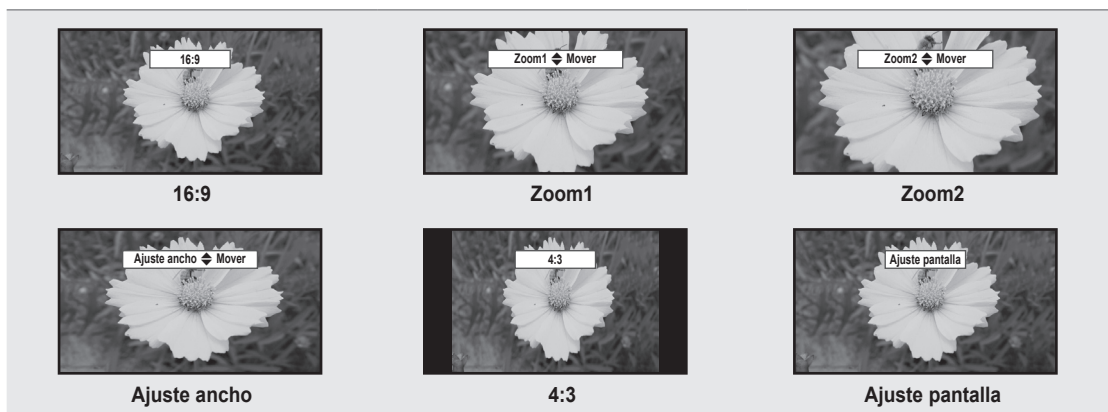 16:9
Zoom1 Mover
Zoom2 Mover
16:9
Zoom1
Zoom2
Ajuste ancho Mover
4:3
Ajuste pantalla
Ajuste ancho
4:3
Ajuste pantalla